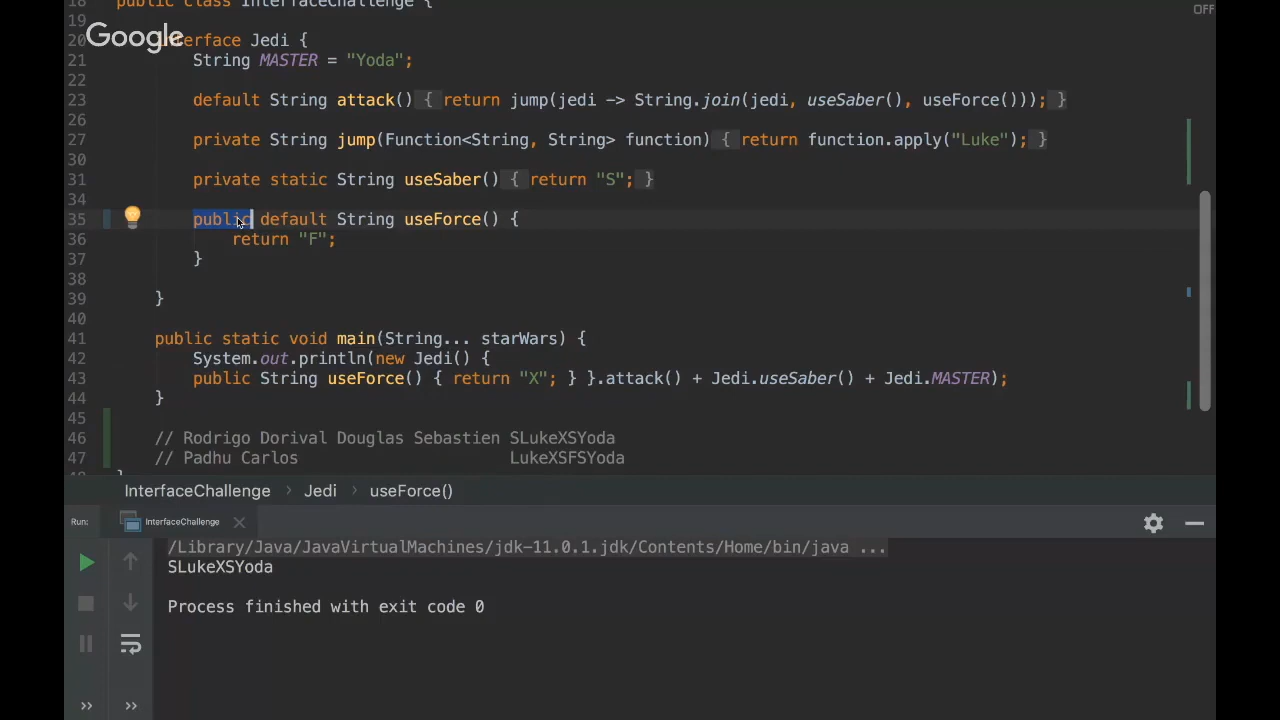 OFF
Google
18 public class InterfaceChallenge {
19
20 interface Jedi {
21 String MASTER = "Yoda";
22
23 default String attack() { return jump(jedi -> String.join(jedi, useSaber(), useForce())); }
26
27 private String jump(Function<String, String> function) { return function.apply("Luke"); }
30
31 private static String useSaber() { return "S"; }
34
35 public default String useForce() {
36 return "F";
37 }
38
39 }
40
41 public static void main(String... starWars) {
42 System.out.println(new Jedi() {
43 public String useForce() { return "X"; } }.attack() + Jedi.useSaber() + Jedi.MASTER);
44 }
45
46 // Rodrigo Dorival Douglas Sebastien SLukeXSYoda
47 // Padhu Carlos LukeXSFSYoda
48 }
InterfaceChallenge › Jedi › useForce()
Run: InterfaceChallenge
/Library/Java/JavaVirtualMachines/jdk-11.0.1.jdk/Contents/Home/bin/java ...
SLukeXSYoda
Process finished with exit code 0